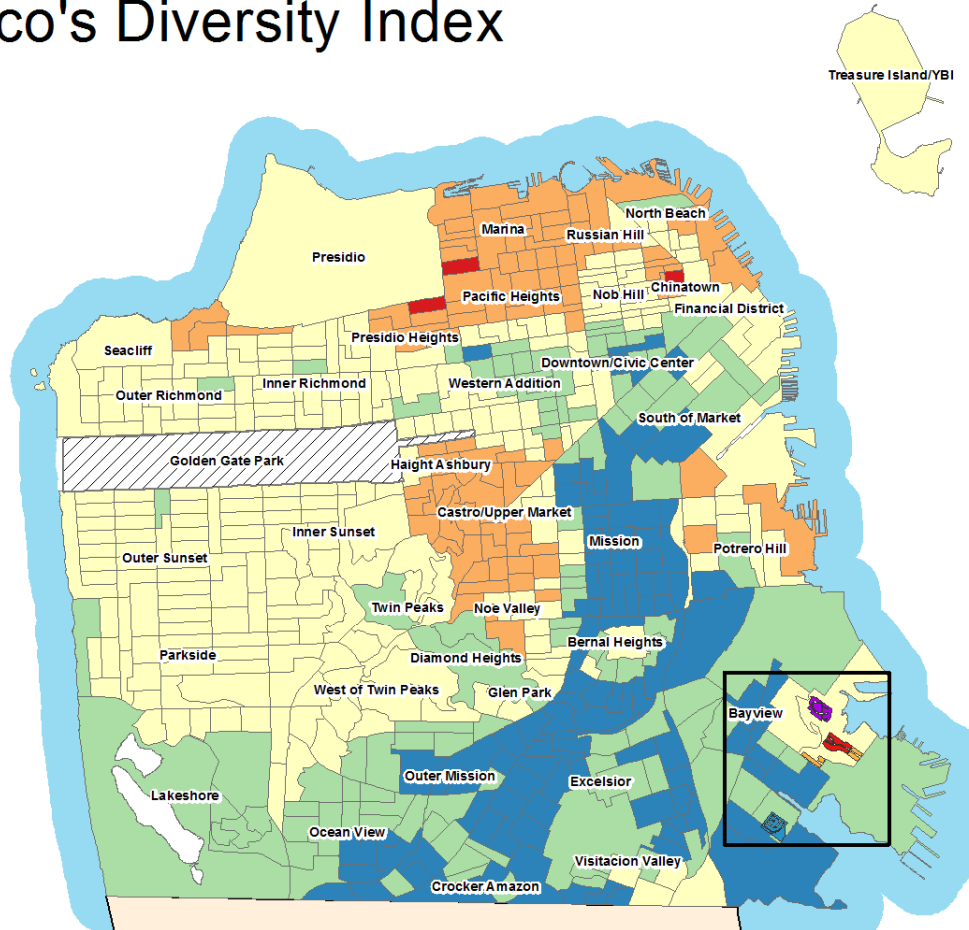 co's Diversity Index
Treasure Island/YBI
North Beach
Marina
Russian Hill
Presidio
Chinatown
Pacific Heights
Nob Hill
Financial District
Presidio Heights
Seacliff
Downtown/Civic Center
Inner Richmond
Western Addition
Outer Richmond
South of Market
Golden Gate Park
Haight Ashbury
Castro/Upper Market
Inner Sunset
Mission
Potrero Hill
Outer Sunset
Twin Peaks
Noe Valley
Bernal Heights
Parkside
Diamond Heights
West of Twin Peaks
Glen Park
Bayview
Outer Mission
Excelsior
Lakeshore
Ocean View
Visitacion Valley
Crocker Amazon